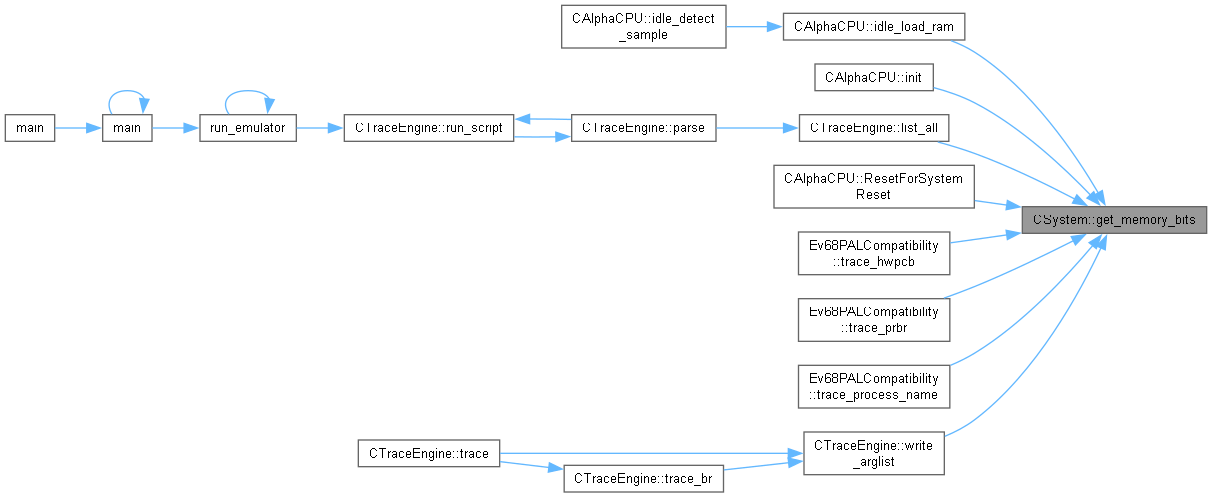 CAlphaCPU::idle_detect
_sample
CAlphaCPU::idle_load_ram
CAlphaCPU::init
main
main
run_emulator
CTraceEngine::run_script
CTraceEngine::parse
CTraceEngine::list_all
CAlphaCPU::ResetForSystem
Reset
CSystem::get_memory_bits
Ev68PALCompatibility
::trace_hwpcb
Ev68PALCompatibility
::trace_prbr
Ev68PALCompatibility
::trace_process_name
CTraceEngine::write
_arglist
CTraceEngine::trace
CTraceEngine::trace_br